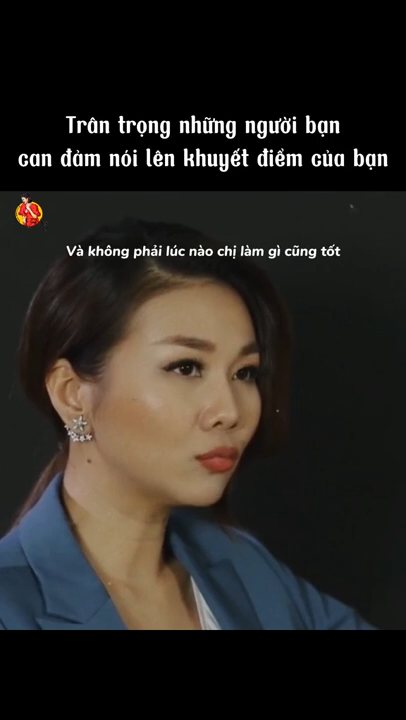 Trân trọng những người bạn
can đảm nói lên khuyết điểm của bạn
Và không phải lúc nào chị làm gì cũng tốt